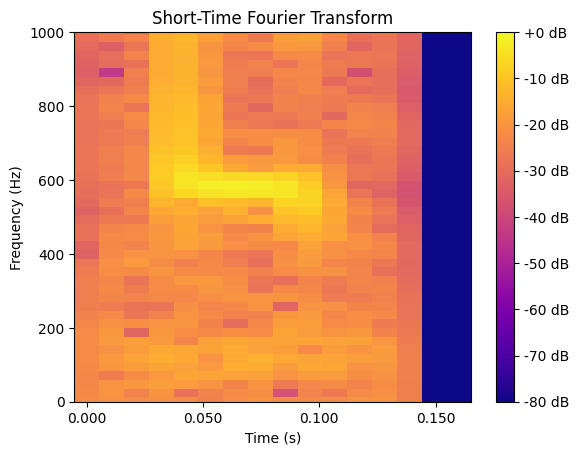 Short-Time Fourier Transform
1000
800
600
400
200
0
Frequency (Hz)
0.000
0.050
0.100
0.150
Time (s)
+0 dB
-10 dB
-20 dB
-30 dB
-40 dB
-50 dB
-60 dB
-70 dB
-80 dB